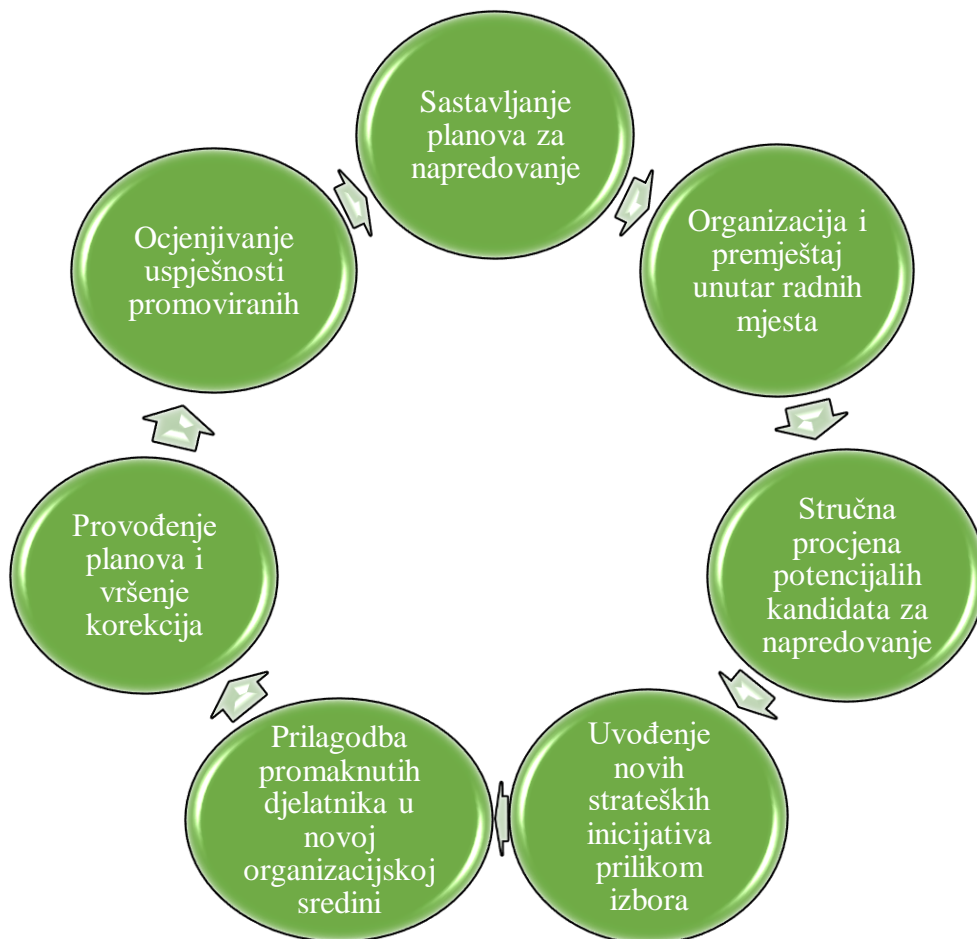 Sastavljanje
planova za
napredovanje
Organizacija i
premještaj
unutar radnih
mjesta
Stručna
procjena
potencijalih
kandidata za
napredovanje
Uvođenje
novih
strateških
inicijativa
prilikom
izbora
Prilagodba
promaknutih
djelatnika u
novoj
organizacijskoj
sredini
Provođenje
planova i
vršenje
korekcija
Ocjenjivanje
uspješnosti
promoviranih